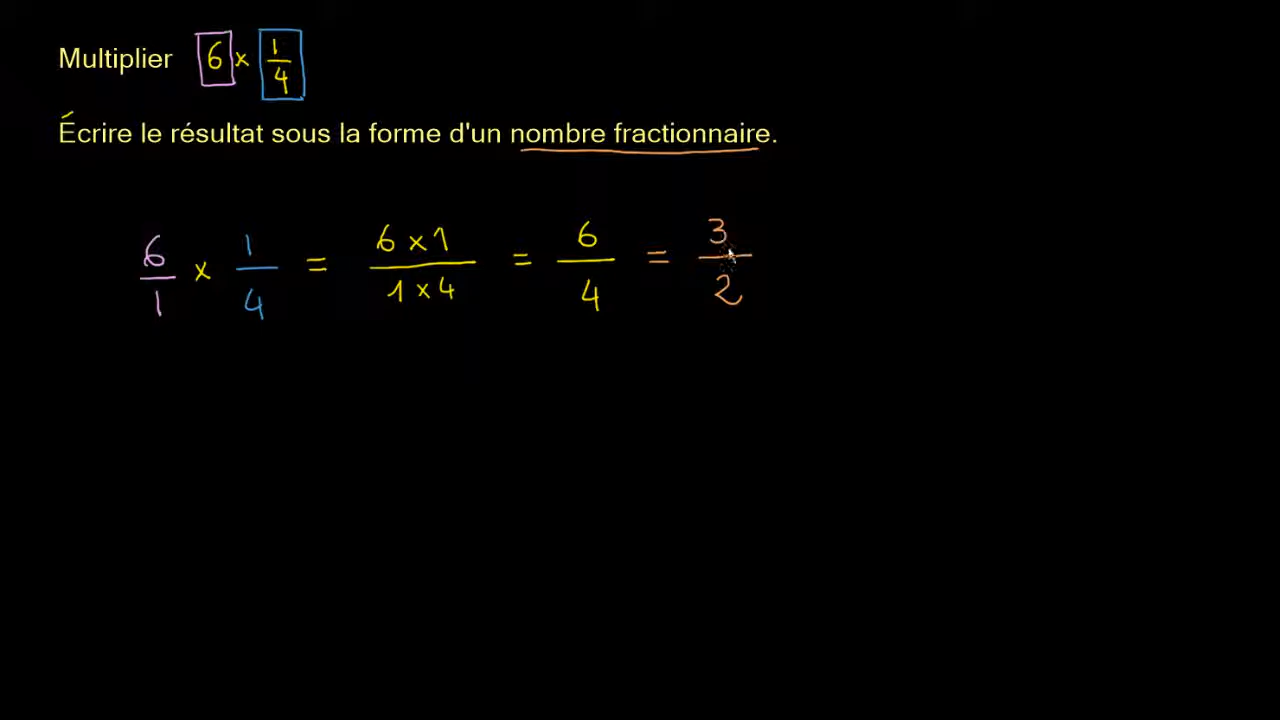 Multiplier 6 × 1/4
Écrire le résultat sous la forme d'un nombre fractionnaire.
6/1 × 1/4 = 6 × 1/1 × 4 = 6/4 = 3/2